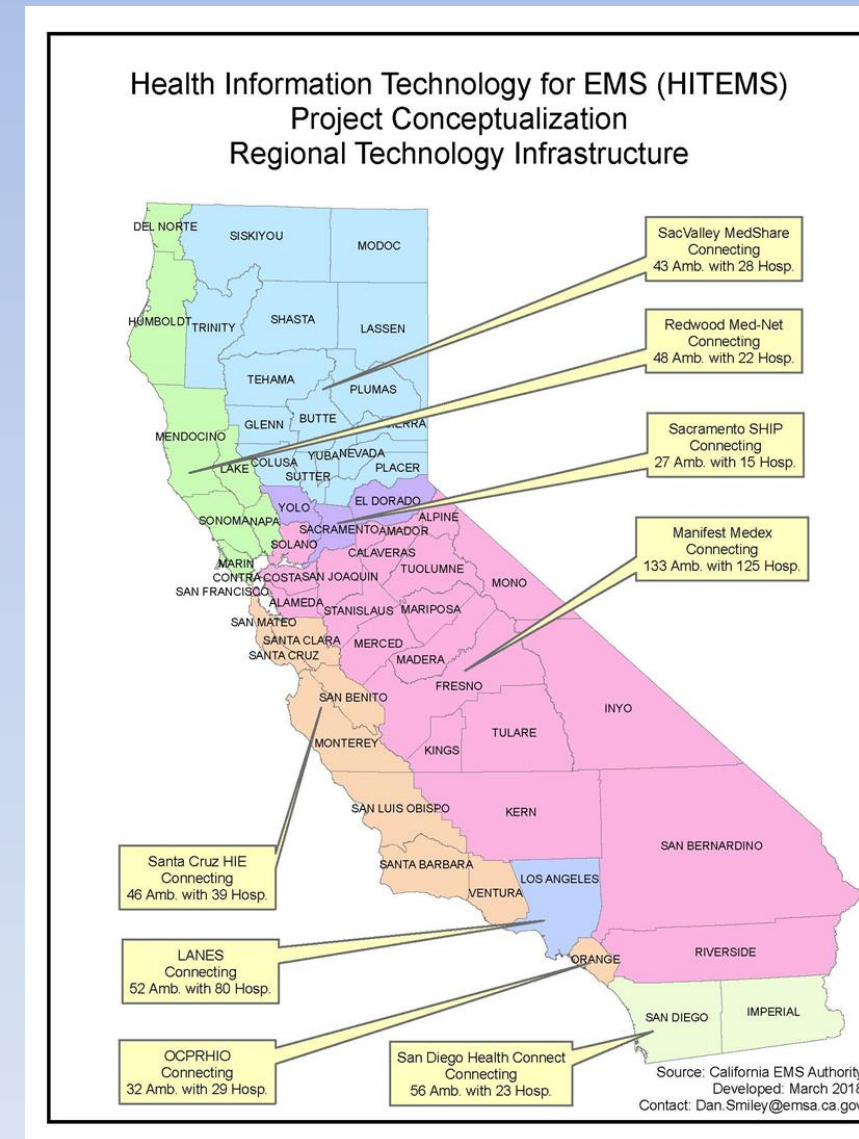 Health Information Technology for EMS (HITEMS)
Project Conceptualization
Regional Technology Infrastructure
DEL NORTE
SISKIYOU
MODOC
SacValley MedShare
Connecting
43 Amb. with 28 Hosp.
HUMBOLDT
TRINITY
SHASTA
LASSEN
Redwood Med-Net
Connecting
48 Amb. with 22 Hosp.
TEHAMA
PLUMAS
GLENN
BUTTE
MENDOCINO
LAKE
COLUSA
YUBA
NEVADA
SUTTER
PLACER
Sacramento SHIP
Connecting
27 Amb. with 15 Hosp.
YOLO
EL DORADO
SONOMA
NAPA
SACRAMENTO
AMADOR
ALPINE
SOLANO
CALAVERAS
Manifest Medex
Connecting
133 Amb. with 125 Hosp.
MARIN
CONTRA COSTA
SAN JOAQUIN
TUOLUMNE
MONO
SAN FRANCISCO
ALAMEDA
STANISLAUS
MARIPOSA
SAN MATEO
SANTA CLARA
MERCED
SANTA CRUZ
MADERA
FRESNO
SAN BENITO
INYO
MONTEREY
KINGS
TULARE
SAN LUIS OBISPO
KERN
SAN BERNARDINO
Santa Cruz HIE
Connecting
46 Amb. with 39 Hosp.
SANTA BARBARA
VENTURA
LOS ANGELES
LANES
Connecting
52 Amb. with 80 Hosp.
ORANGE
RIVERSIDE
SAN DIEGO
IMPERIAL
OCPRHIO
Connecting
32 Amb. with 29 Hosp.
San Diego Health Connect
Connecting
56 Amb. with 23 Hosp.
Source: California EMS Authority
Developed: March 2018
Contact: Dan.Smiley@emsa.ca.gov